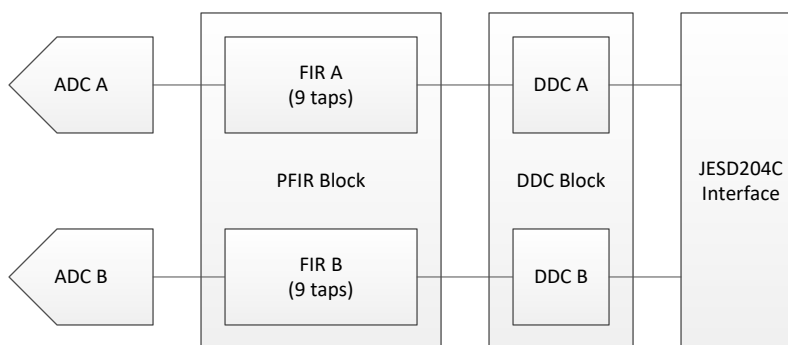 ADC A
FIR A
(9 taps)
DDC A
PFIR Block
DDC Block
JESD204C
Interface
ADC B
FIR B
(9 taps)
DDC B